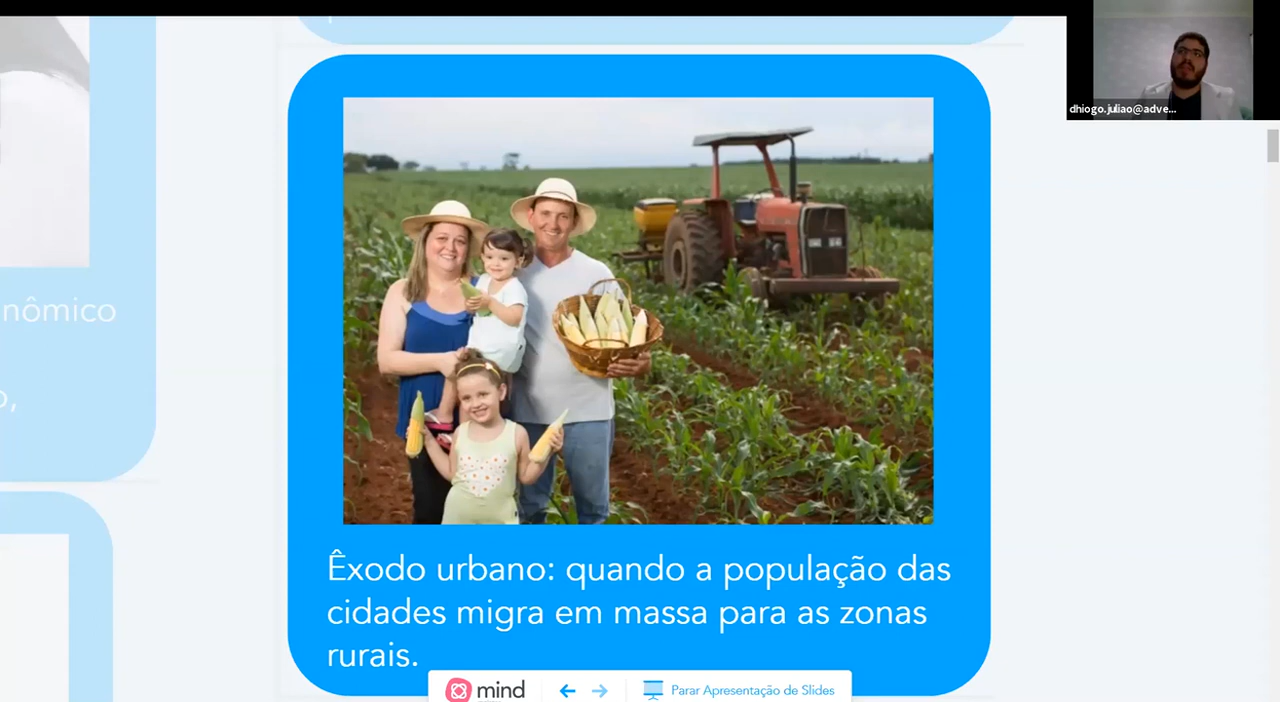 dhiogo.juliao@adve...
nômico
o,
Êxodo urbano: quando a população das
cidades migra em massa para as zonas
rurais.
mind
Parar Apresentação de Slides